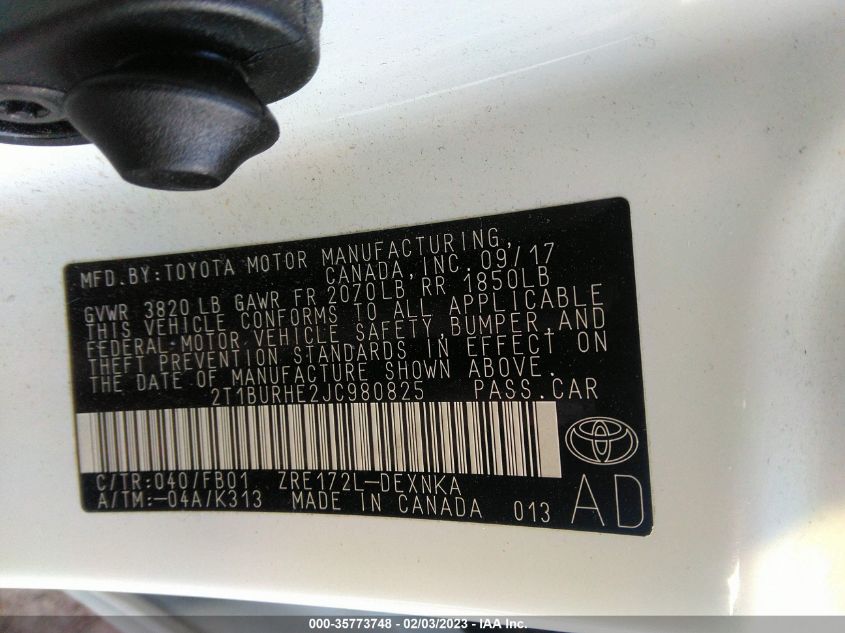 MFD.BY:TOYOTA MOTOR MANUFACTURING,
CANADA,INC. 09/17
GVWR 3820LB GAWR FR 2070LB RR 1850LB
THIS VEHICLE CONFORMS TO ALL APPLICABLE
FEDERAL MOTOR VEHICLE SAFETY,BUMPER,AND
THEFT PREVENTION STANDARDS IN EFFECT ON
THE DATE OF MANUFACTURE SHOWN ABOVE.
2T1BURHE2JC980825 PASS.CAR
C/TR:040/FB01 ZRE172L-DEXNKA
A/TM:-04A/K313 MADE IN CANADA 013 AD
000-35773748 - 02/03/2023 - IAA Inc.